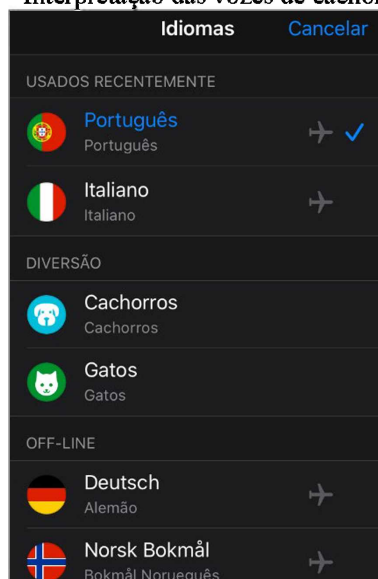 Interpretação das vozes de cachor
Idiomas Cancelar
USADOS RECENTEMENTE
Português
Português
Italiano
Italiano
DIVERSÃO
Cachorros
Cachorros
Gatos
Gatos
OFF-LINE
Deutsch
Alemão
Norsk Bokmål
Bokmål Norueguês